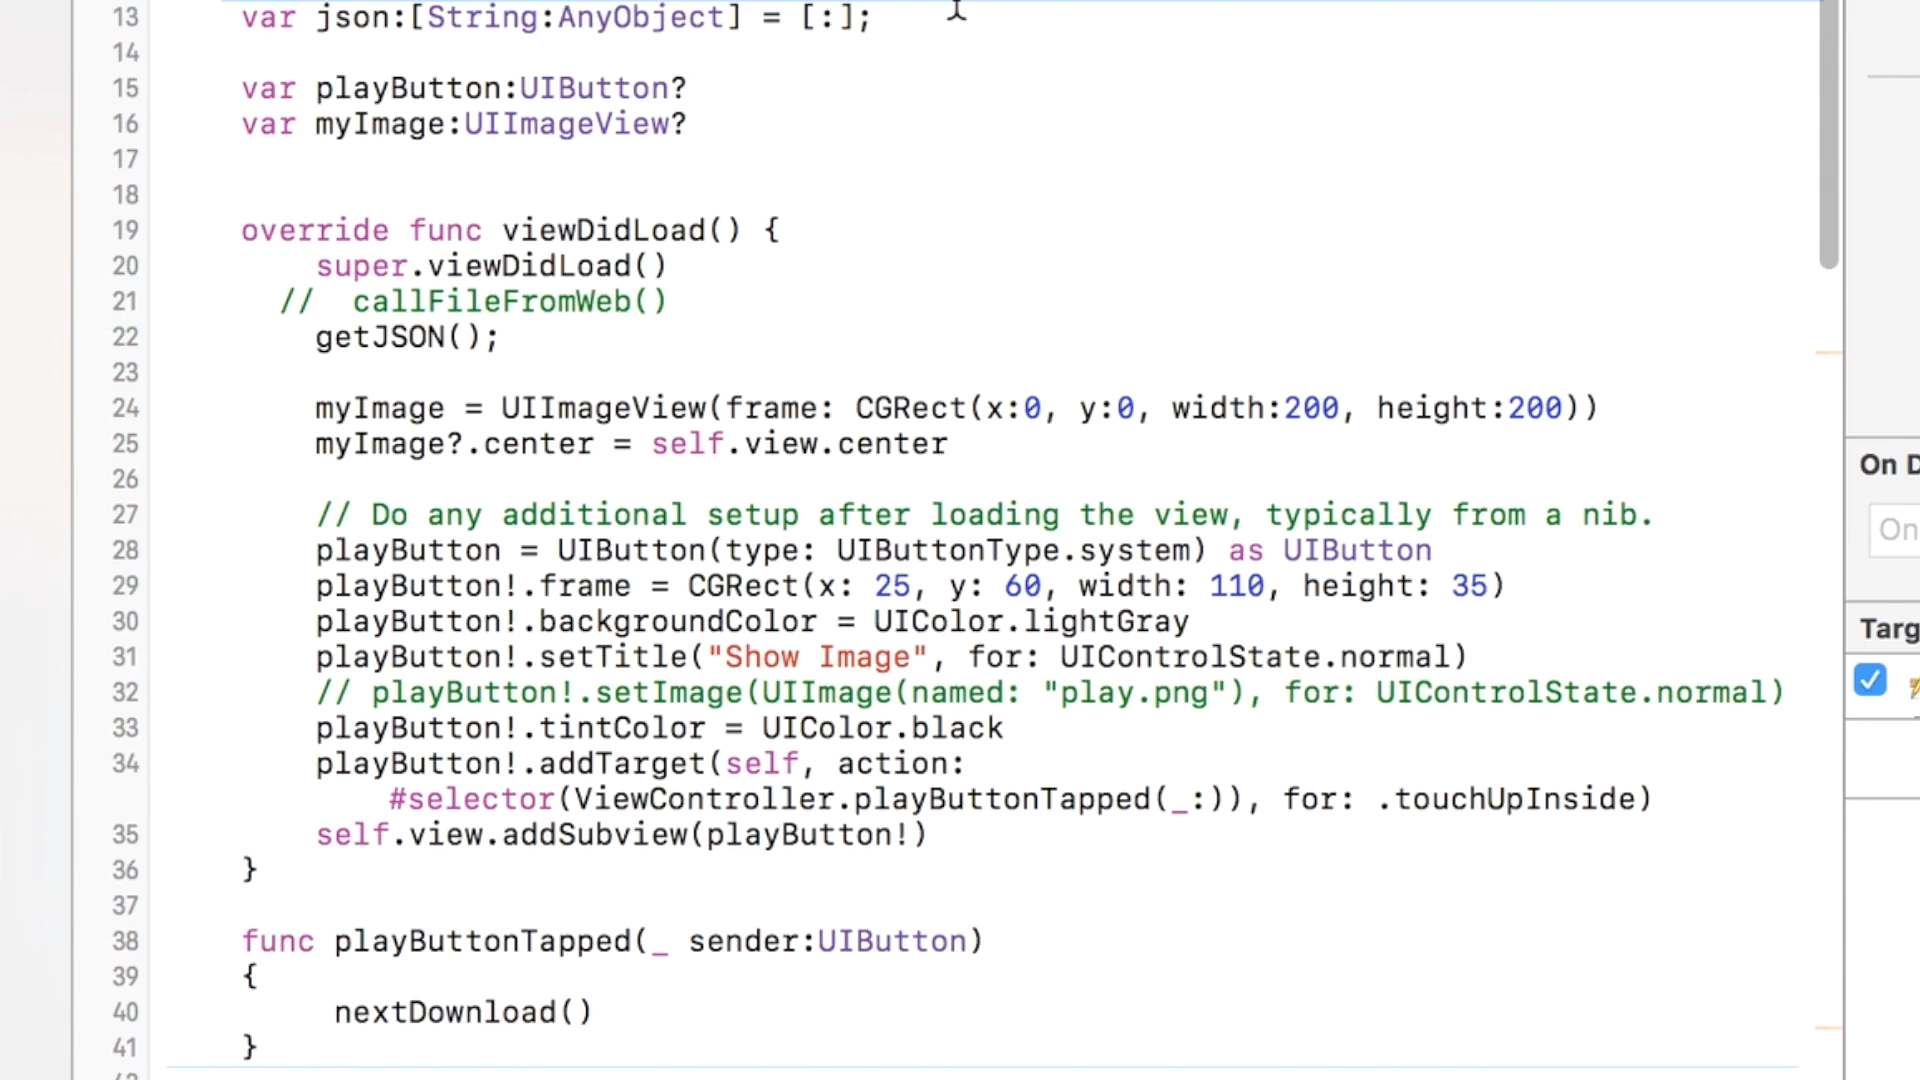 13 var json:[String:AnyObject] = [:];
14
15 var playButton:UIButton?
16 var myImage:UIImageView?
17
18
19 override func viewDidLoad() {
20 super.viewDidLoad()
21 // callFileFromWeb()
22 getJSON();
23
24 myImage = UIImageView(frame: CGRect(x:0, y:0, width:200, height:200))
25 myImage?.center = self.view.center
26
27 // Do any additional setup after loading the view, typically from a nib.
28 playButton = UIButton(type: UIButtonType.system) as UIButton
29 playButton!.frame = CGRect(x: 25, y: 60, width: 110, height: 35)
30 playButton!.backgroundColor = UIColor.lightGray
31 playButton!.setTitle("Show Image", for: UIControlState.normal)
32 // playButton!.setImage(UIImage(named: "play.png"), for: UIControlState.normal)
33 playButton!.tintColor = UIColor.black
34 playButton!.addTarget(self, action:
#selector(ViewController.playButtonTapped(_:)), for: .touchUpInside)
35 self.view.addSubview(playButton!)
36 }
37
38 func playButtonTapped(_ sender:UIButton)
39 {
40 nextDownload()
41 }
On D
On
Targ